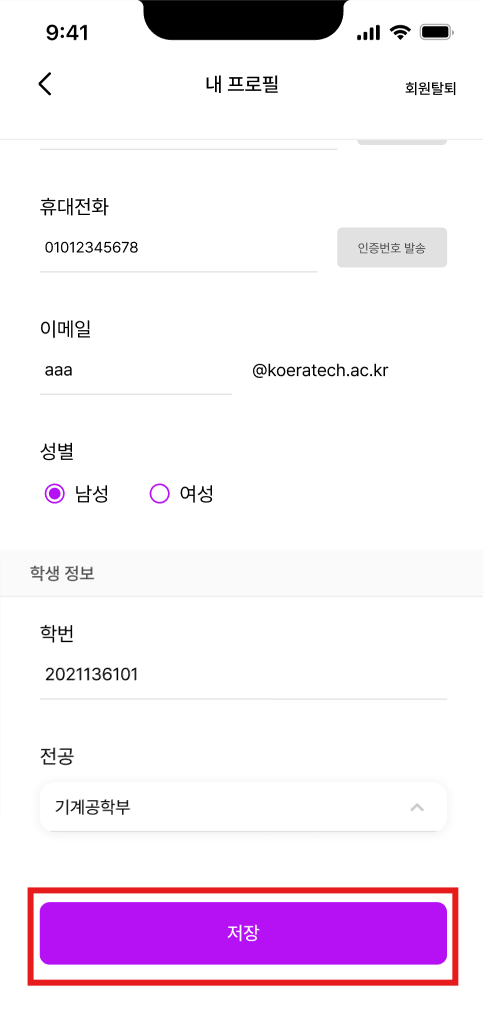 9:41
내 프로필
회원탈퇴
휴대전화
01012345678
인증번호 발송
이메일
aaa
@koeratech.ac.kr
성별
남성
여성
학생 정보
학번
2021136101
전공
기계공학부
저장